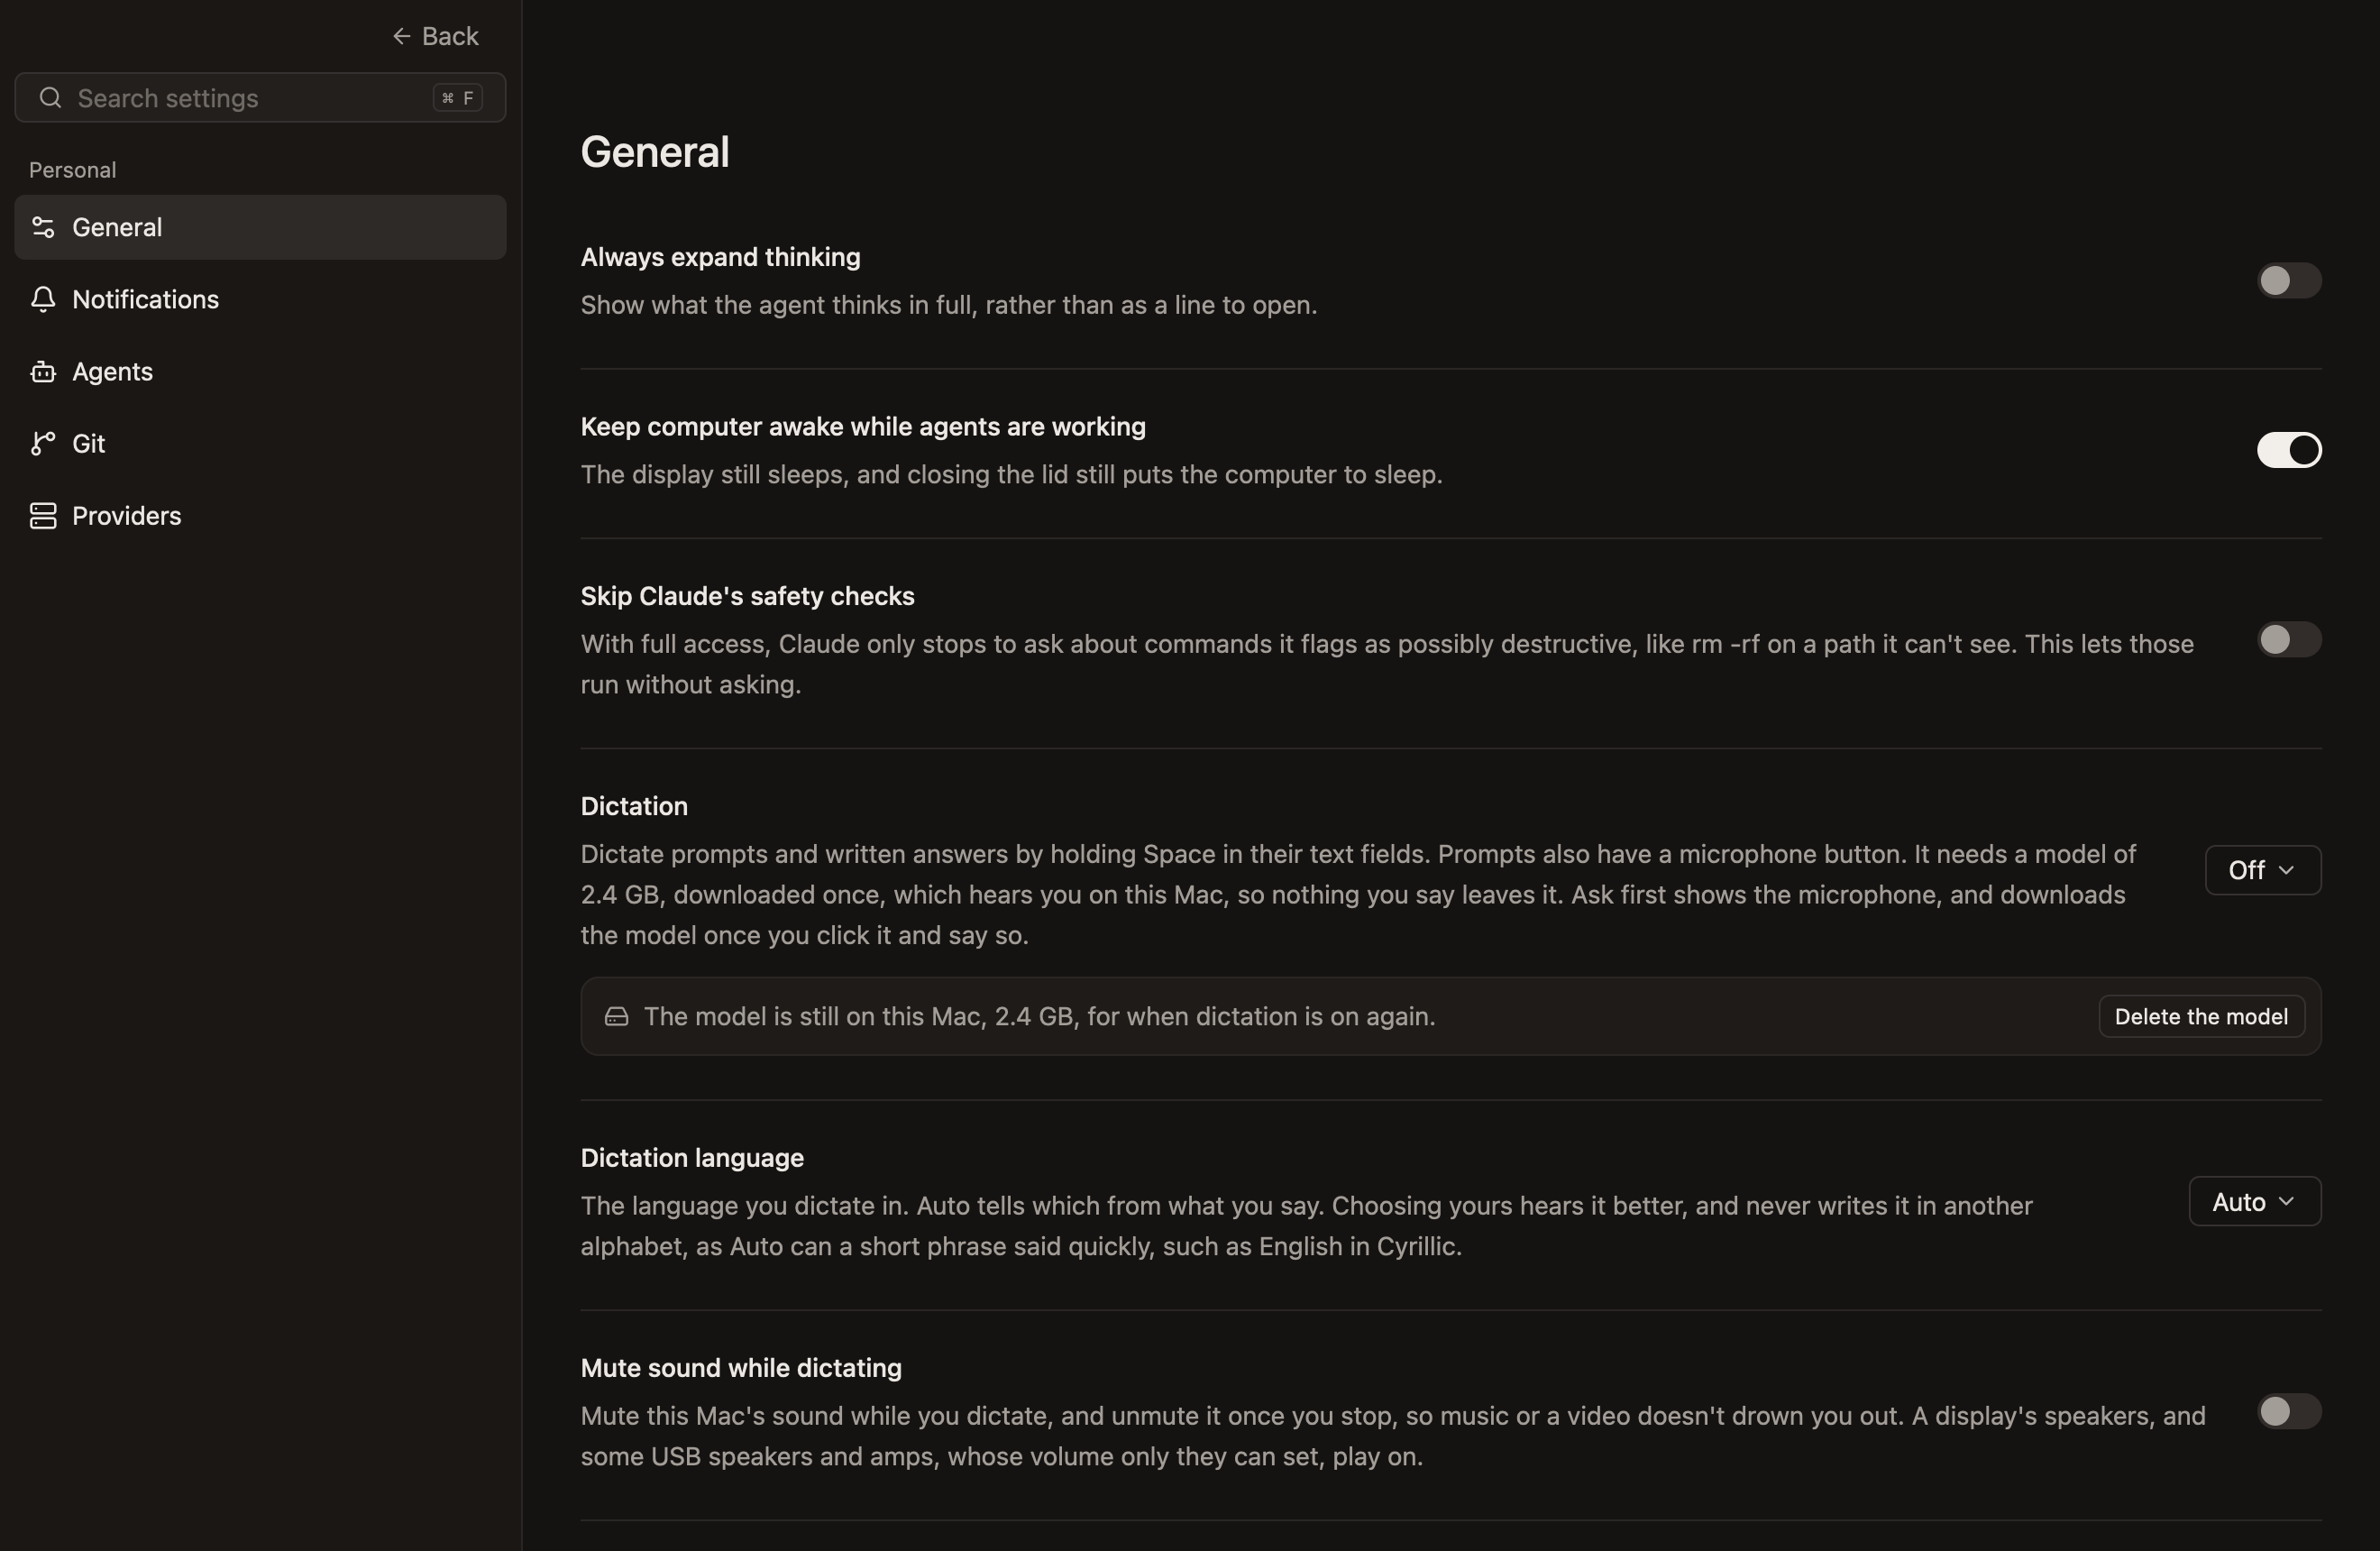 Back
Search settings
⌘ F
Personal
General
Notifications
Agents
Git
Providers
General
Always expand thinking
Show what the agent thinks in full, rather than as a line to open.
Keep computer awake while agents are working
The display still sleeps, and closing the lid still puts the computer to sleep.
Skip Claude's safety checks
With full access, Claude only stops to ask about commands it flags as possibly destructive, like rm -rf on a path it can't see. This lets those
run without asking.
Dictation
Dictate prompts and written answers by holding Space in their text fields. Prompts also have a microphone button. It needs a model of
2.4 GB, downloaded once, which hears you on this Mac, so nothing you say leaves it. Ask first shows the microphone, and downloads
the model once you click it and say so.
Off
The model is still on this Mac, 2.4 GB, for when dictation is on again.
Delete the model
Dictation language
The language you dictate in. Auto tells which from what you say. Choosing yours hears it better, and never writes it in another
alphabet, as Auto can a short phrase said quickly, such as English in Cyrillic.
Auto
Mute sound while dictating
Mute this Mac's sound while you dictate, and unmute it once you stop, so music or a video doesn't drown you out. A display's speakers, and
some USB speakers and amps, whose volume only they can set, play on.